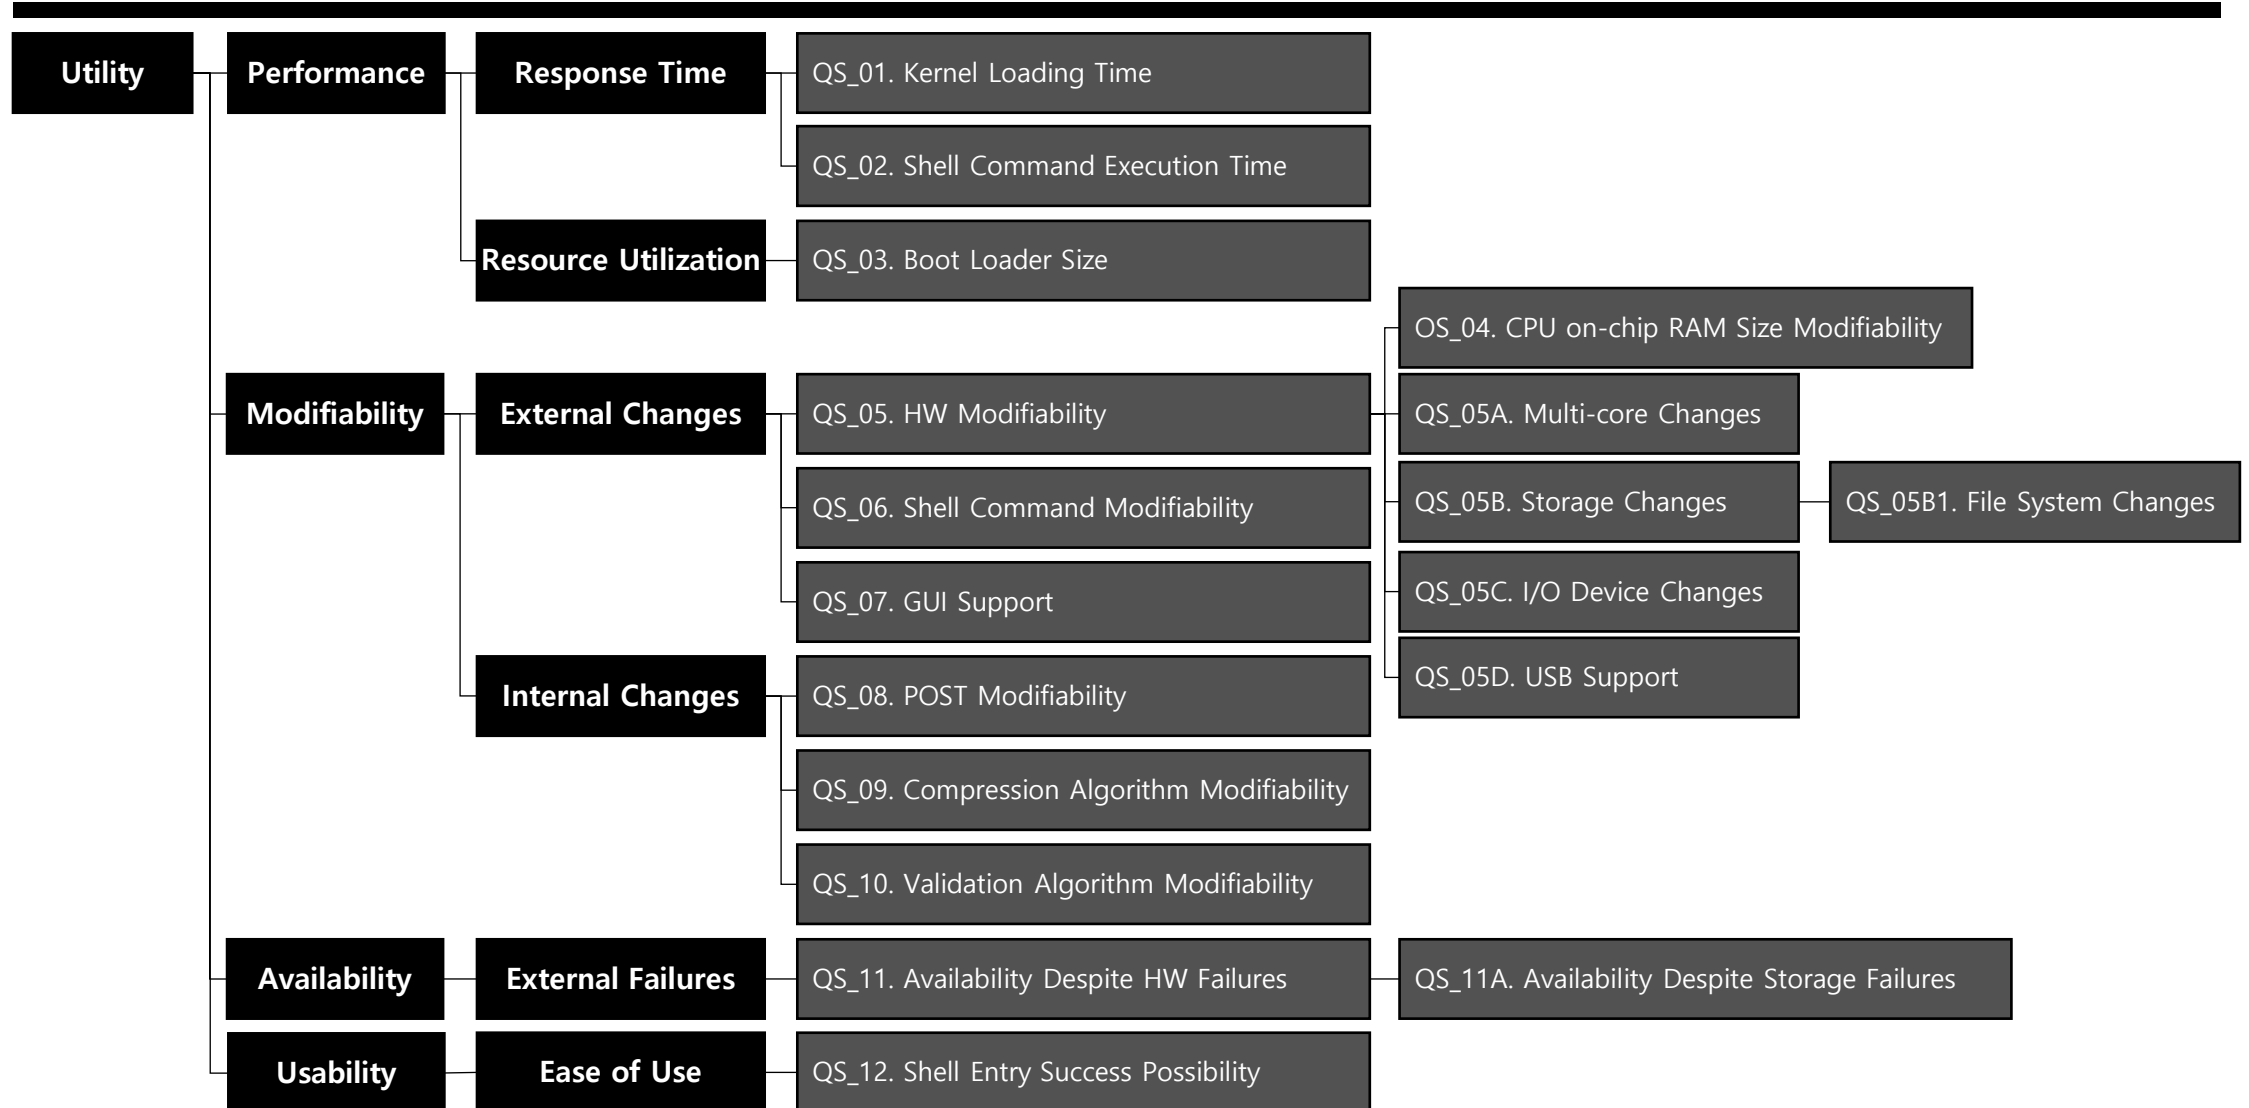 Utility
Performance
Response Time
QS_01. Kernel Loading Time
QS_02. Shell Command Execution Time
Resource Utilization
QS_03. Boot Loader Size
OS_04. CPU on-chip RAM Size Modifiability
Modifiability
External Changes
QS_05. HW Modifiability
QS_05A. Multi-core Changes
QS_05B. Storage Changes
QS_05B1. File System Changes
QS_06. Shell Command Modifiability
QS_05C. I/O Device Changes
QS_07. GUI Support
QS_05D. USB Support
Internal Changes
QS_08. POST Modifiability
QS_09. Compression Algorithm Modifiability
QS_10. Validation Algorithm Modifiability
Availability
External Failures
QS_11. Availability Despite HW Failures
QS_11A. Availability Despite Storage Failures
Usability
Ease of Use
QS_12. Shell Entry Success Possibility